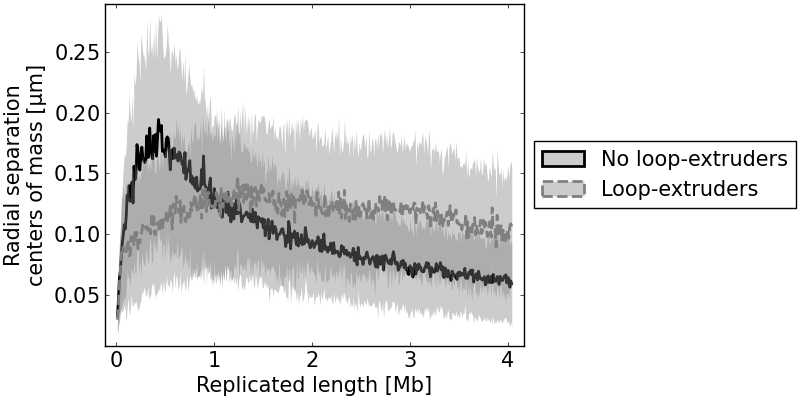 Radial separation
centers of mass [µm]
0.25
0.20
0.15
0.10
0.05
0
1
2
3
4
Replicated length [Mb]
No loop-extruders
Loop-extruders